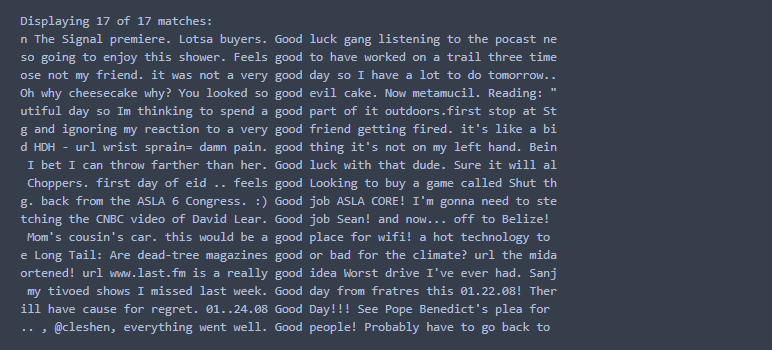 Displaying 17 of 17 matches:
n The Signal premiere. Lotsa buyers. Good luck gang listening to the pocast ne
so going to enjoy this shower. Feels good to have worked on a trail three time
ose not my friend. it was not a very good day so I have a lot to do tomorrow..
Oh why cheesecake why? You looked so good evil cake. Now metamucil. Reading: "
utiful day so Im thinking to spend a good part of it outdoors.first stop at St
g and ignoring my reaction to a very good friend getting fired. it's like a bi
d HDH - url wrist sprain= damn pain. good thing it's not on my left hand. Bein
I bet I can throw farther than her. Good luck with that dude. Sure it will al
Choppers. first day of eid .. feels good Looking to buy a game called Shut th
g. back from the ASLA 6 Congress. :) Good job ASLA CORE! I'm gonna need to ste
tching the CNBC video of David Lear. Good job Sean! and now... off to Belize!
Mom's cousin's car. this would be a good place for wifi! a hot technology to
e Long Tail: Are dead-tree magazines good or bad for the climate? url the mida
ortened! url www.last.fm is a really good idea Worst drive I've ever had. Sanj
my tivoed shows I missed last week. Good day from fratres this 01.22.08! Ther
ill have cause for regret. 01..24.08 Good Day!!! See Pope Benedict's plea for
.. , @cleshen, everything went well. Good people! Probably have to go back to